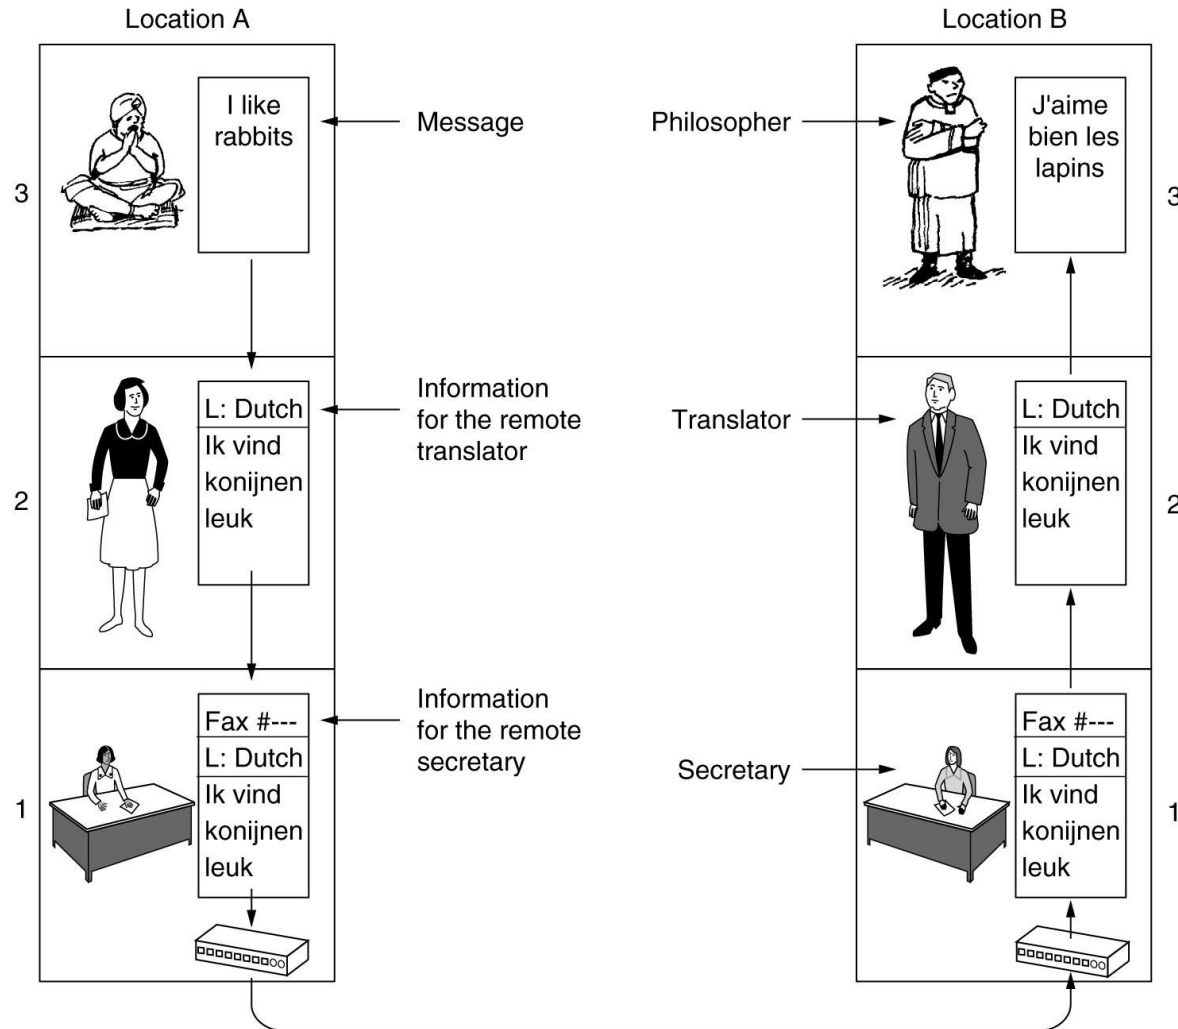 Location A
Location B
I like
rabbits
Message
Philosopher
J'aime
bien les
lapins
3
3
L: Dutch
Ik vind
konijnen
leuk
Information
for the remote
translator
Translator
L: Dutch
Ik vind
konijnen
leuk
2
2
Fax #---
L: Dutch
Ik vind
konijnen
leuk
Information
for the remote
secretary
Secretary
Fax #---
L: Dutch
Ik vind
konijnen
leuk
1
1